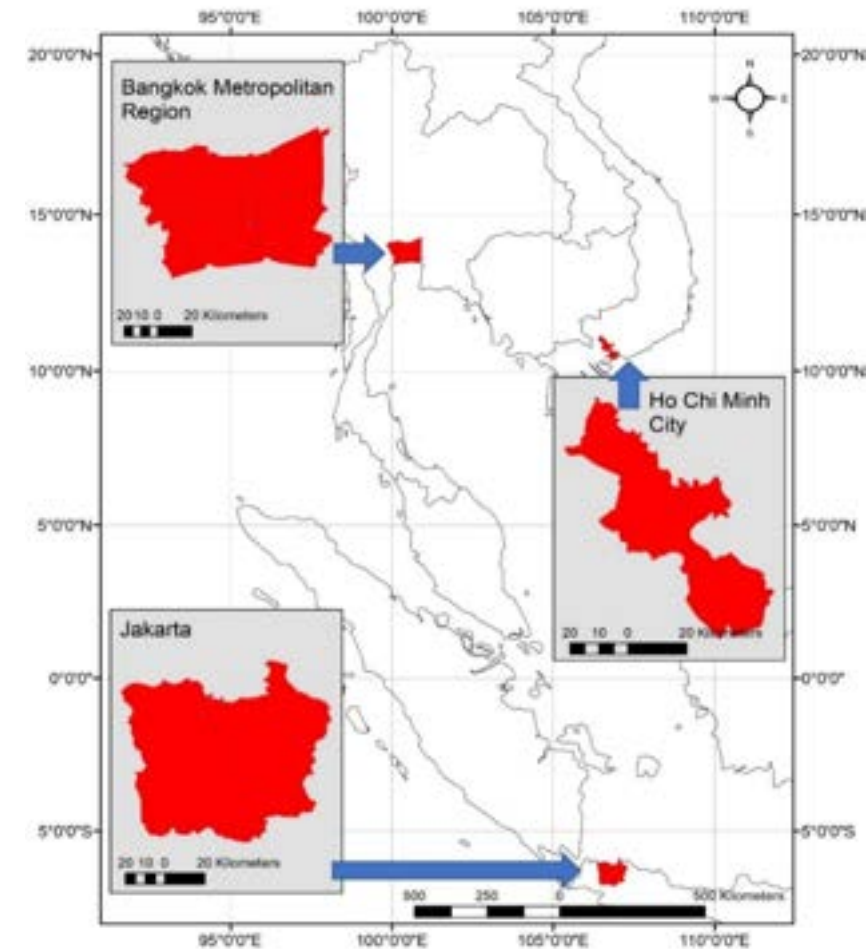 95°0'0"E 100°0'0"E 105°0'0"E 110°0'0"E
20°0'0"N 20°0'0"N
N
W E
S
Bangkok Metropolitan
Region
20 10 0 20 Kilometers
15°0'0"N 15°0'0"N
10°0'0"N 10°0'0"N
Ho Chi Minh
City
20 10 0 20 Kilometers
5°0'0"N 5°0'0"N
Jakarta
20 10 0 20 Kilometers
0°0'0" 0°0'0"
5°0'0"S 5°0'0"S
500 250 0 500 Kilometers
95°0'0"E 100°0'0"E 105°0'0"E 110°0'0"E